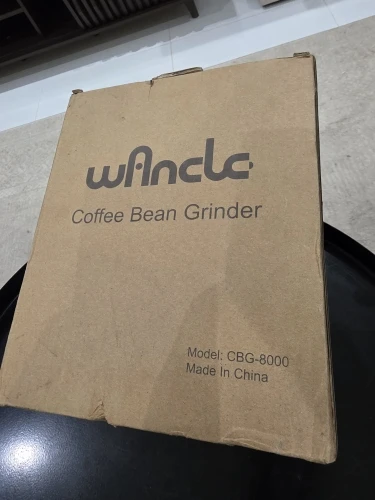 wAncle
Coffee Bean Grinder
Model: CBG-8000
Made In China